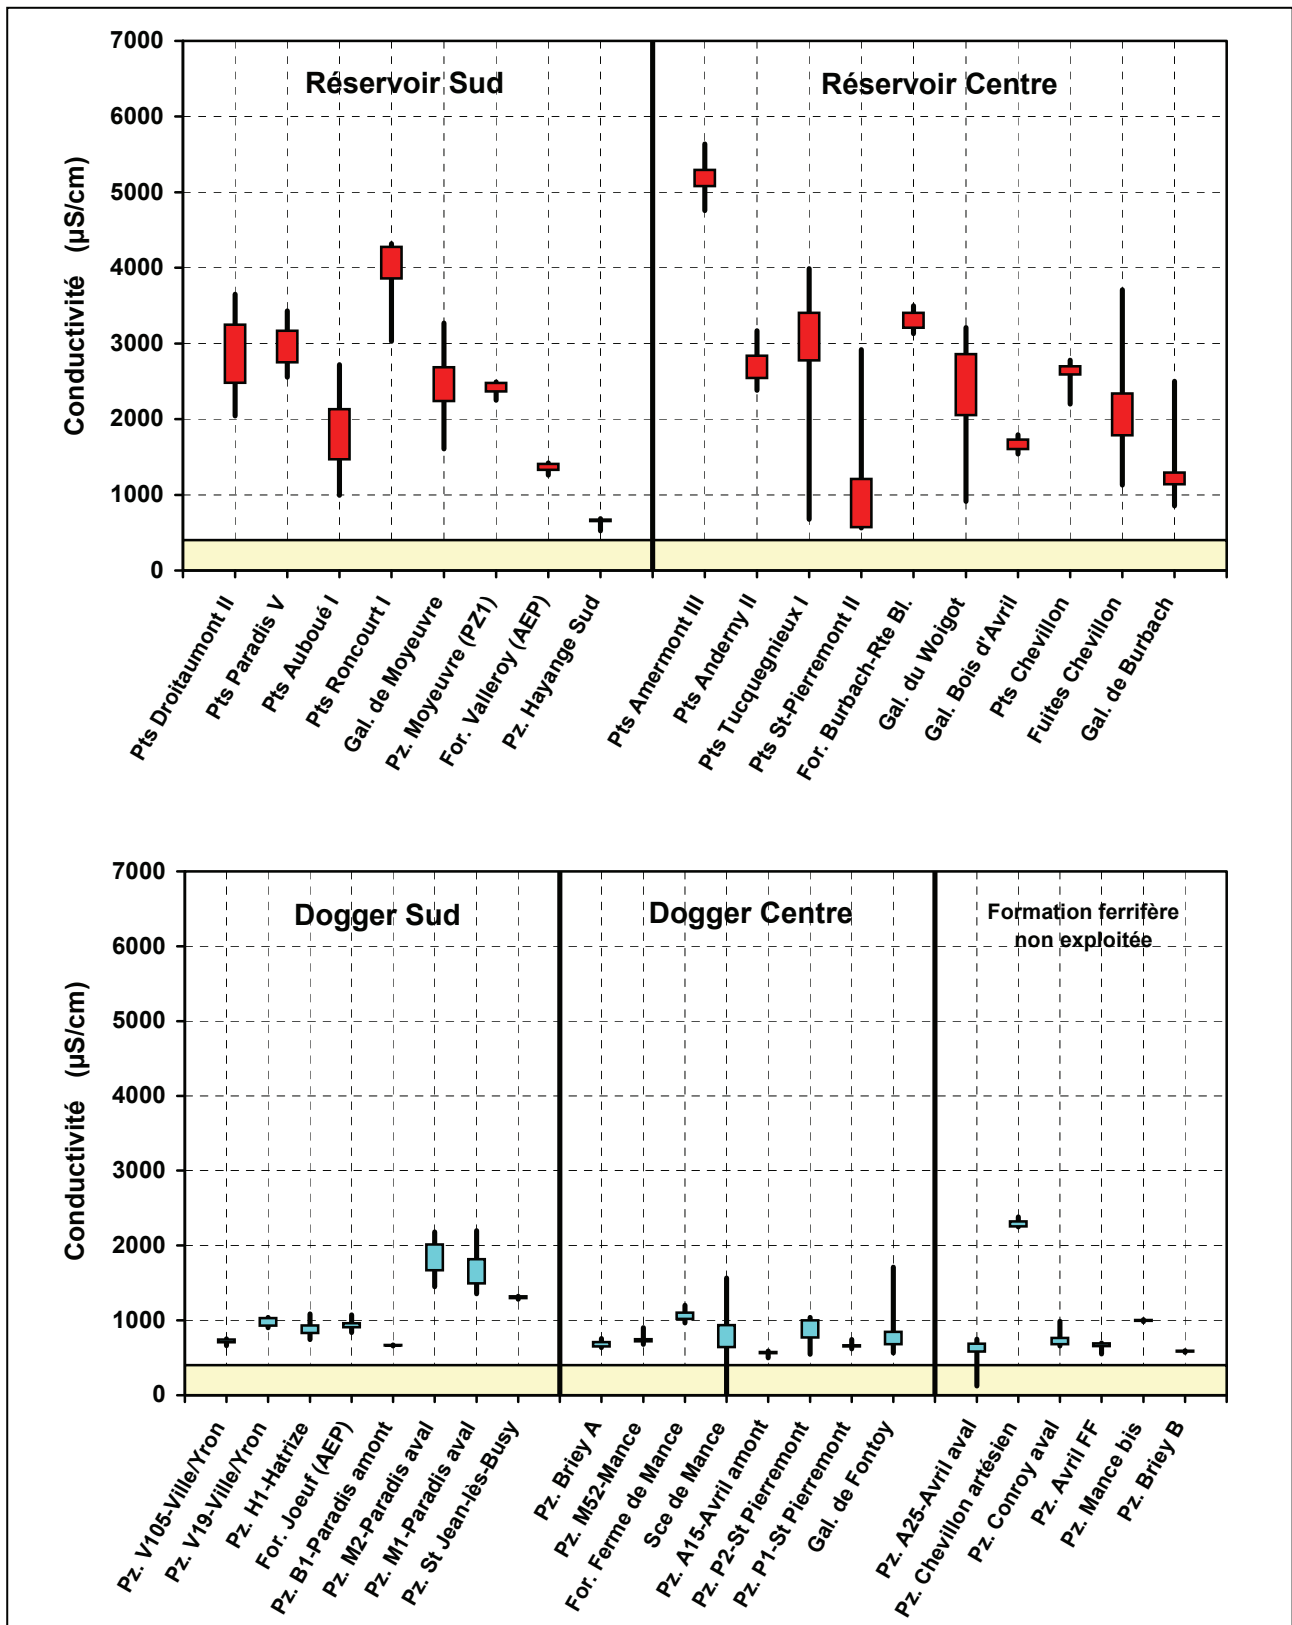 7000
6000
5000
4000
3000
2000
1000
0
Conductivité (µS/cm)
Réservoir Sud
Réservoir Centre
Pts Droitaumont II
Pts Paradis V
Pts Auboué I
Pts Roncourt I
Gal. de Moyeuvre
Pz. Moyeuvre (PZ1)
For. Valleroy (AEP)
Pz. Hayange Sud
Pts Amermont III
Pts Anderny II
Pts Tucquegnieux I
Pts St-Pierremont II
For. Burbach-Rte Bl.
Gal. du Woigot
Gal. Bois d'Avril
Pts Chevillon
Fuites Chevillon
Gal. de Burbach
7000
6000
5000
4000
3000
2000
1000
0
Conductivité (µS/cm)
Dogger Sud
Dogger Centre
Formation ferrifère
non exploitée
Pz. V105-Ville/Yron
Pz. V19-Ville/Yron
Pz. H1-Hatrize
For. Joeuf (AEP)
Pz. B1-Paradis amont
Pz. M2-Paradis aval
Pz. M1-Paradis aval
Pz. St Jean-lès-Busy
Pz. Briey A
Pz. M52-Mance
For. Ferme de Mance
Sce de Mance
Pz. A15-Avril amont
Pz. P2-St Pierremont
Pz. P1-St Pierremont
Gal. de Fontoy
Pz. A25-Avril aval
Pz. Chevillon artésien
Pz. Conroy aval
Pz. Avril FF
Pz. Mance bis
Pz. Briey B